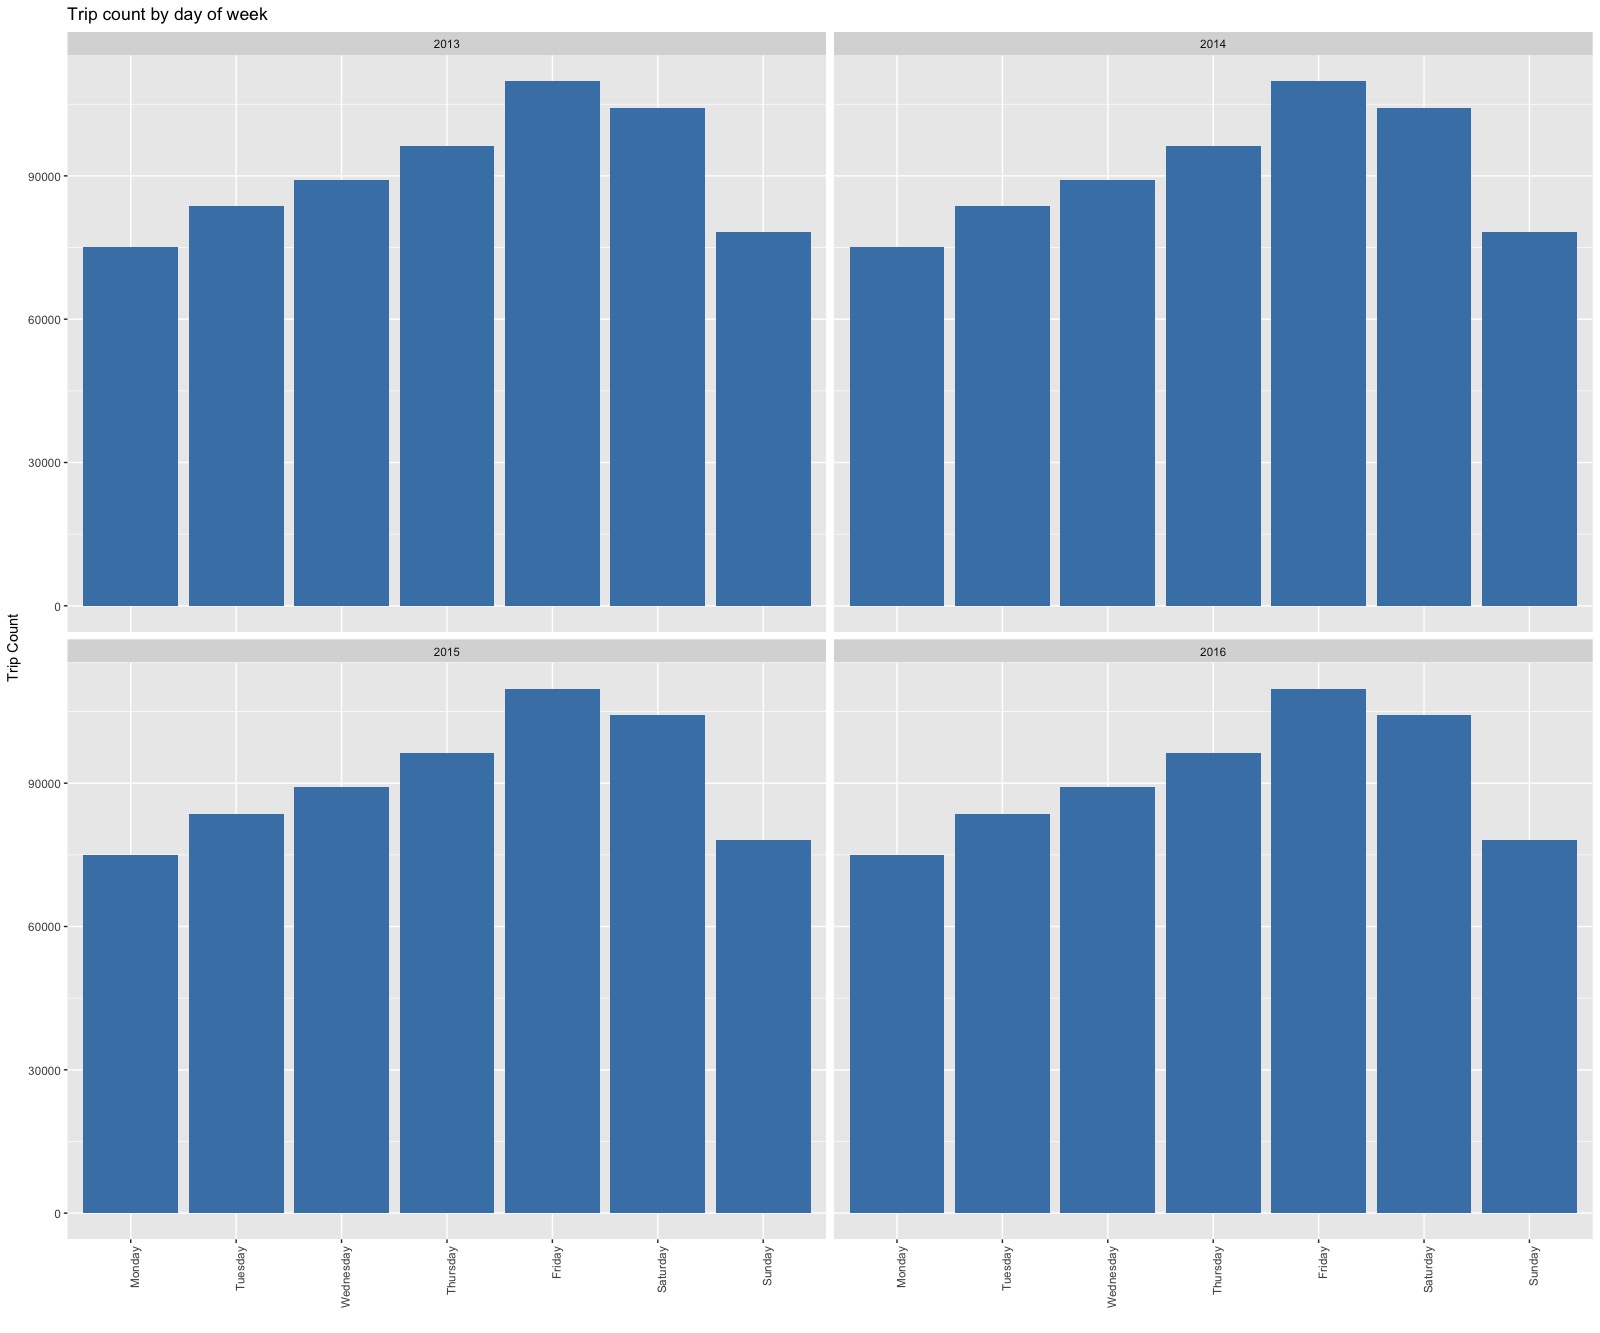 Trip count by day of week
2013
2014
90000
60000
30000
0
Trip Count
2015
2016
90000
60000
30000
0
Monday
Tuesday
Wednesday
Thursday
Friday
Saturday
Sunday
Monday
Tuesday
Wednesday
Thursday
Friday
Saturday
Sunday